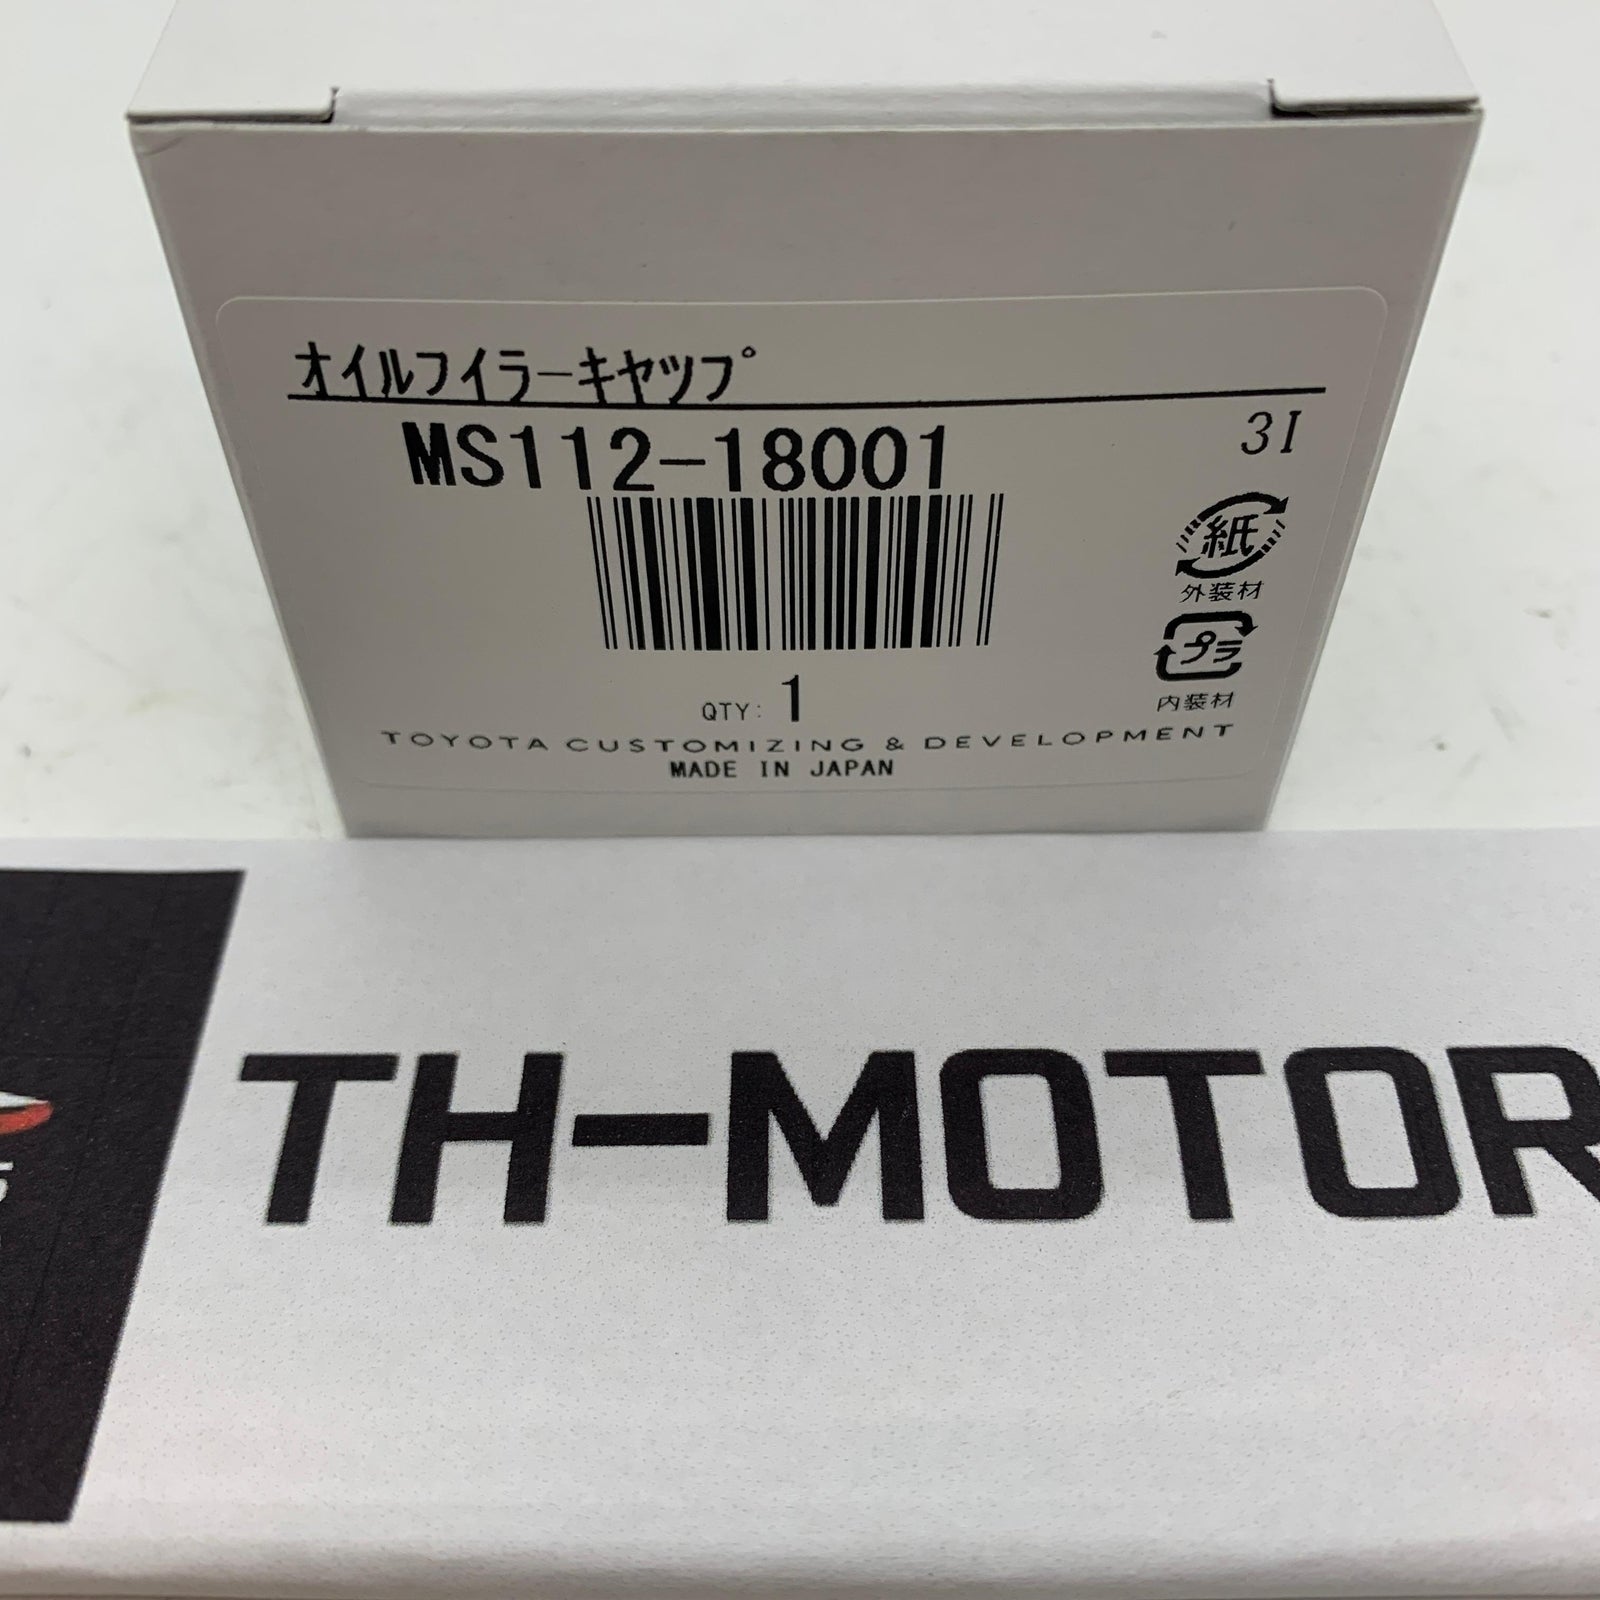 オイルフイラーキヤツプ
MS112-18001
3I
紙
外装材
プラ
内装材
QTY: 1
TOYOTA CUSTOMIZING & DEVELOPMENT
MADE IN JAPAN
TH-MOTOR